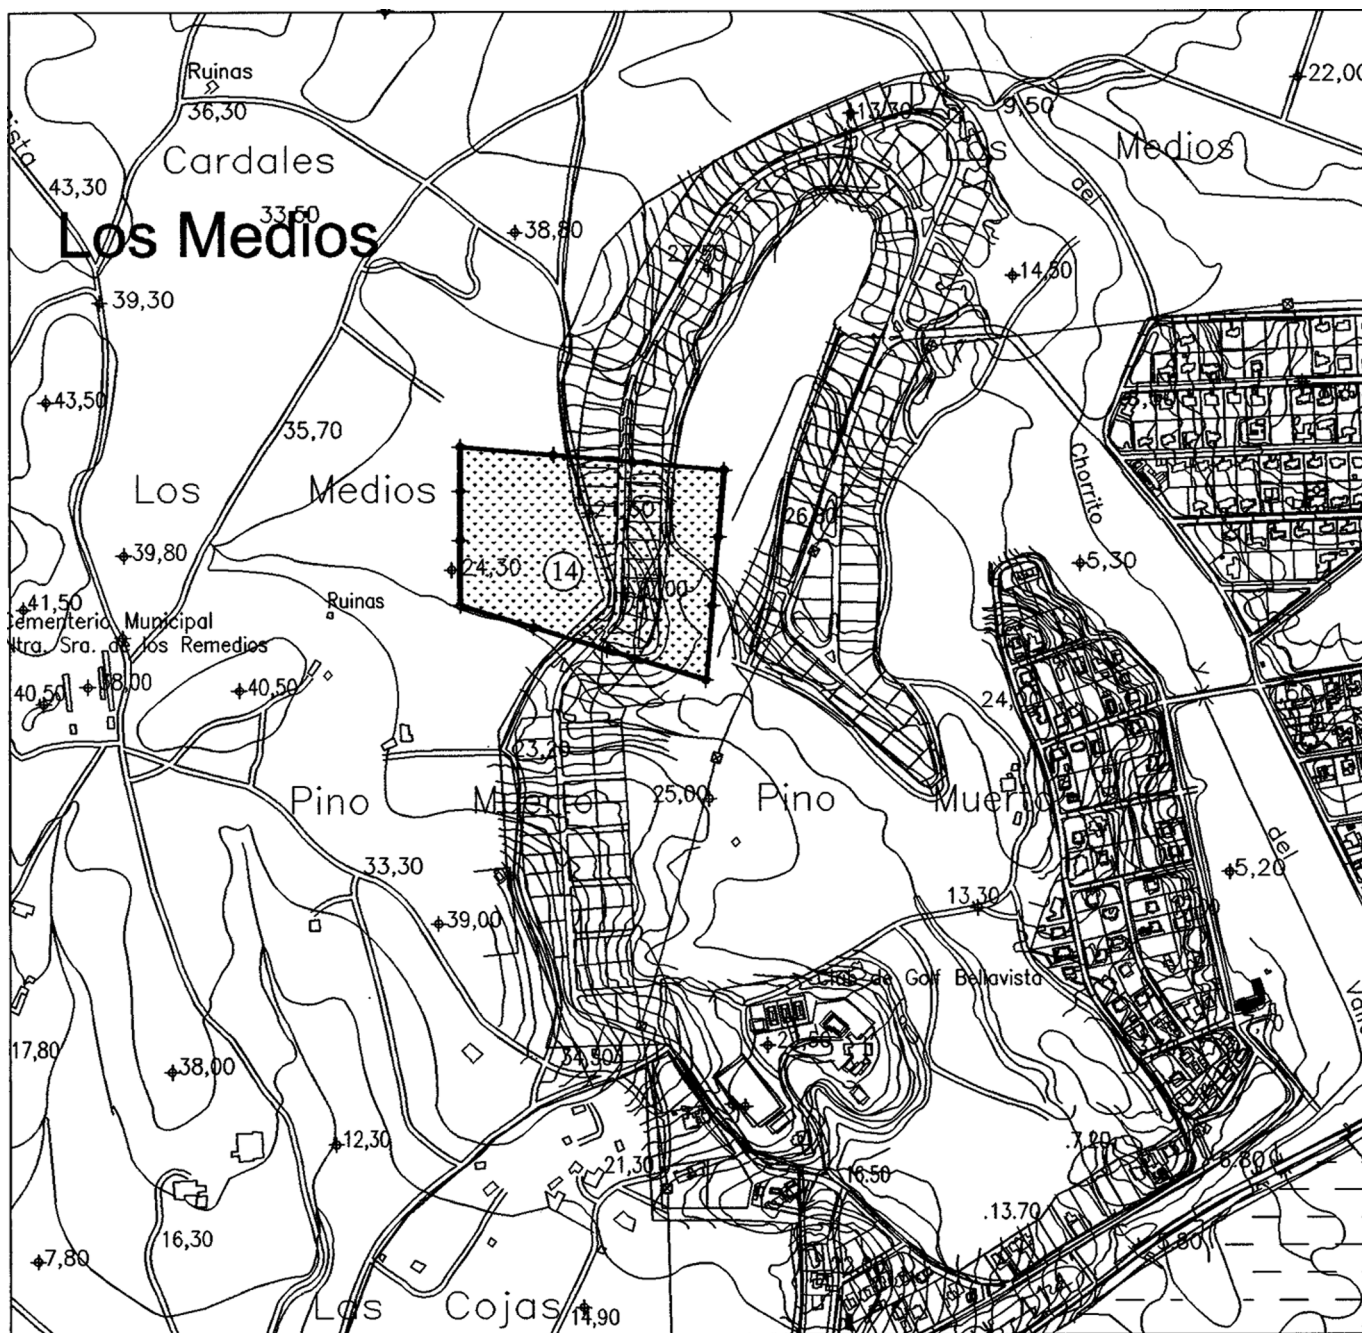 Ruinas
22,00
36,30
13,30
9,50
Cardales
Los Medios
43,30
del
33,50
Los Medios
38,80
27,50
14,50
39,30
43,50
35,70
Chorrito
Los Medios
26,80
39,80
24,30
14
5,30
41,50
Ruinas
Cementerio Municipal
Ntra. Sra. de los Remedios
38,00
40,50
40,50
24,
23,20
25,00
Pino Muerto
Pino Muerto
del
33,30
5,20
13,30
39,00
Club de Golf Bellavista
17,80
34,50
38,00
12,30
.7.20
21,30
16.50
6.80
.13.70
16,30
7,80
Las Cojas
14,90